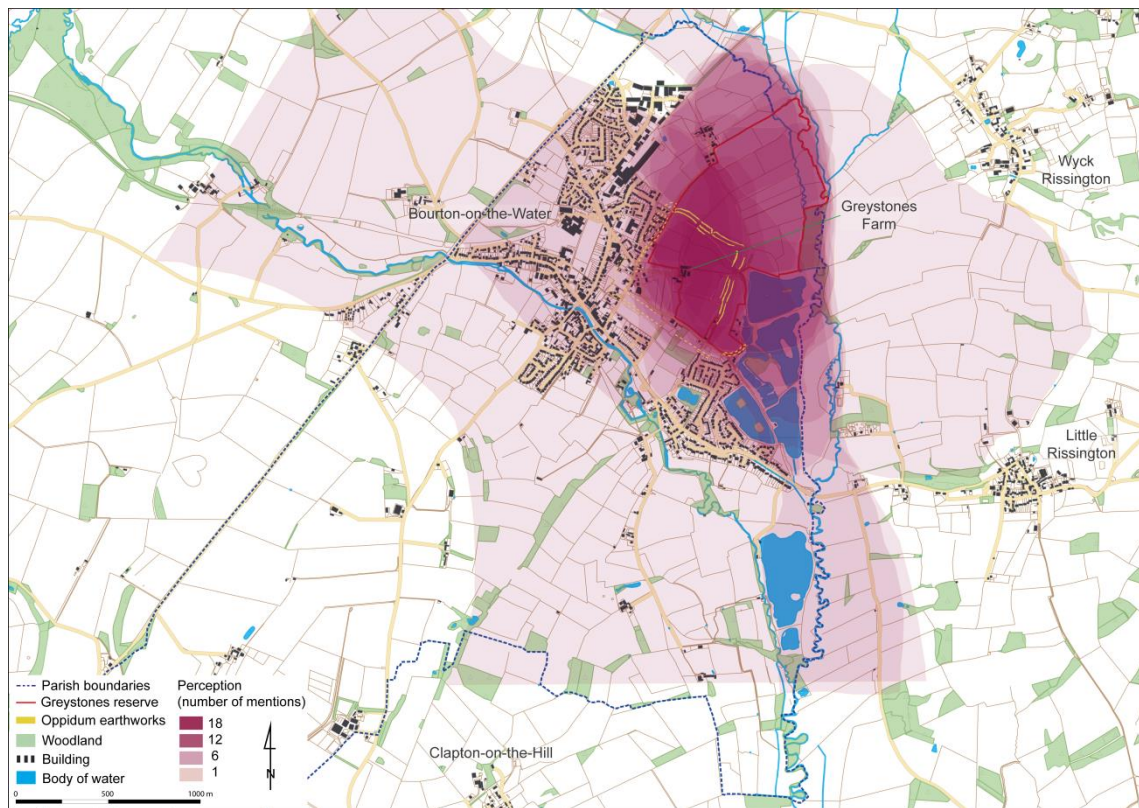 Wyck
Rissington
Bourton-on-the-Water
Greystones
Farm
Little
Rissington
Clapton-on-the-Hill
Parish boundaries
Greystones reserve
Oppidum earthworks
Woodland
Building
Body of water
Perception
(number of mentions)
18
12
6
1
N
0 500 1000 m